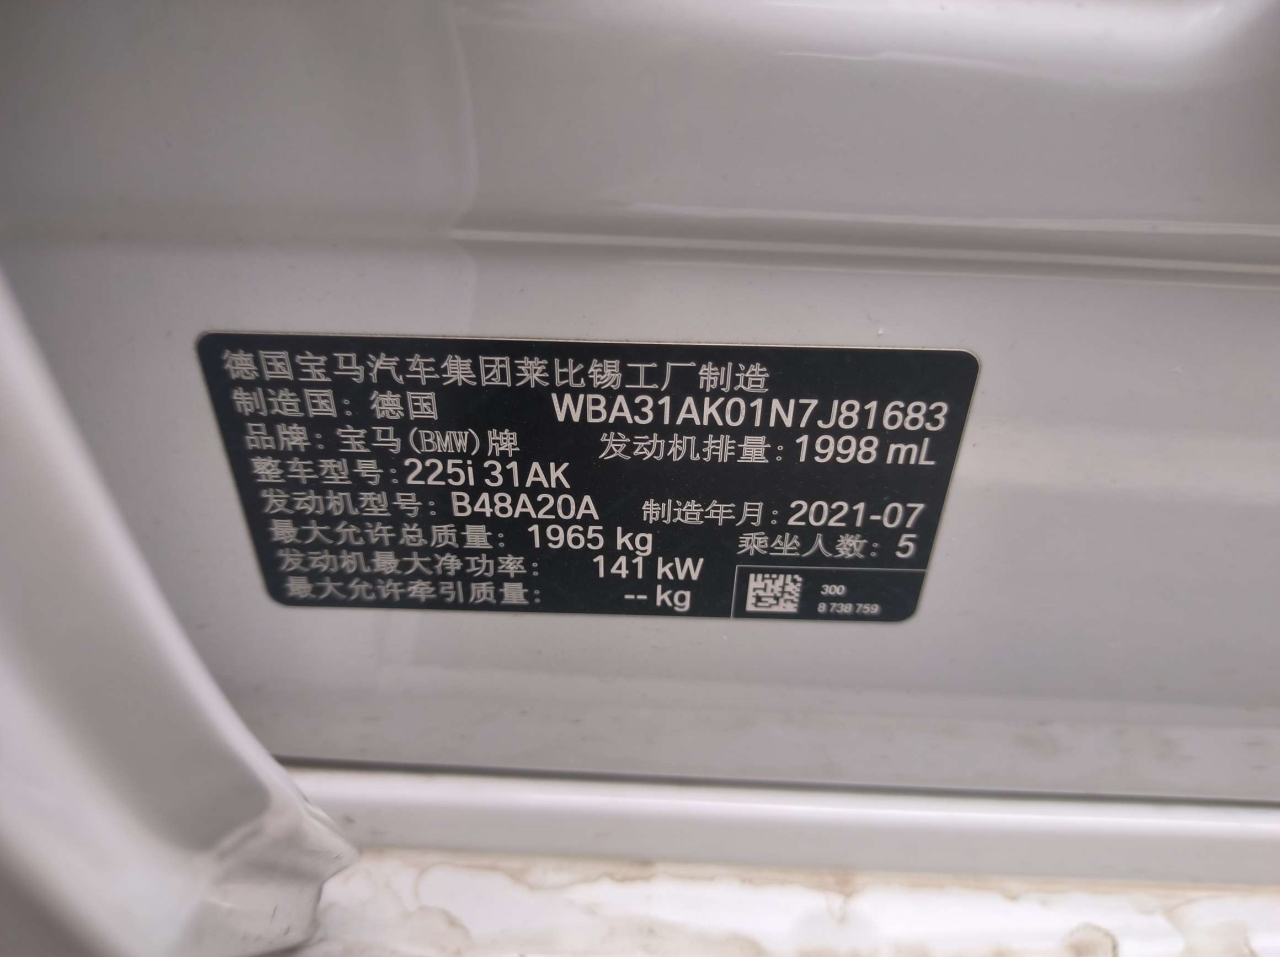 德国宝马汽车集团莱比锡工厂制造
制造国：德国 WBA31AK01N7J81683
品牌：宝马(BMW)牌 发动机排量：1998 mL
整车型号：225i 31AK
发动机型号：B48A20A 制造年月：2021-07
最大允许总质量：1965 kg 乘坐人数：5
发动机最大净功率：141 kW
最大允许牵引质量：-- kg
300
8 738 759